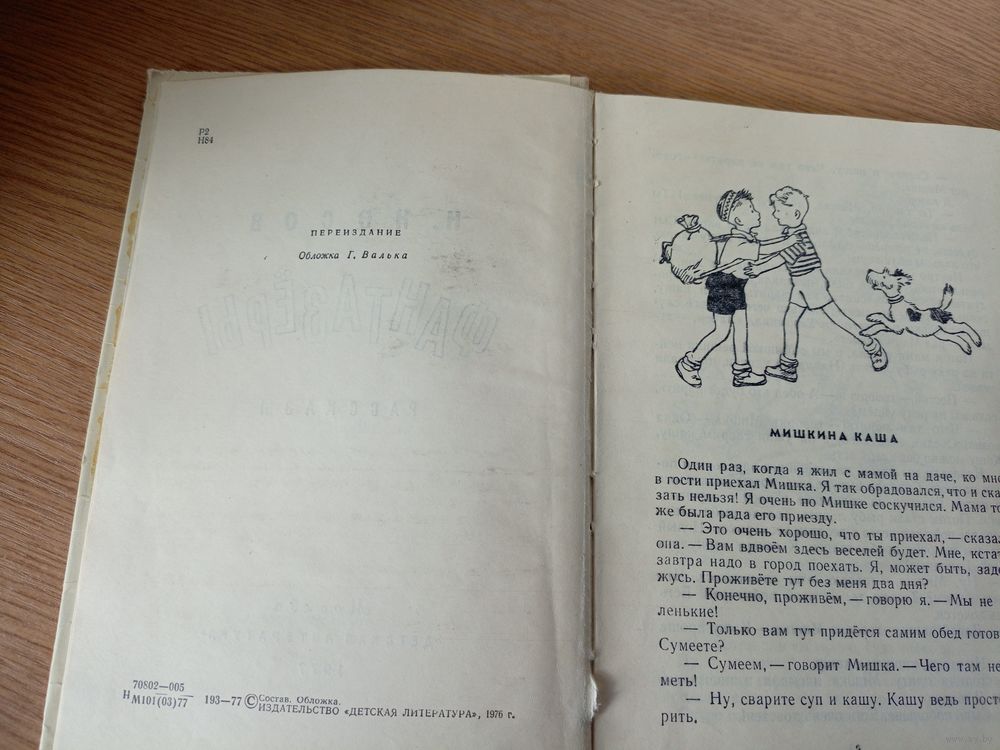 Р2
Н84
ПЕРЕИЗДАНИЕ
Обложка Г. Валька
70802—005
Н М101(03)77 193—77 © Состав. Обложка.
ИЗДАТЕЛЬСТВО «ДЕТСКАЯ ЛИТЕРАТУРА», 1976 г.
МИШКИНА КАША
Один раз, когда я жил с мамой на даче, ко мне
в гости приехал Мишка. Я так обрадовался, что и ска
зать нельзя! Я очень по Мишке соскучился. Мама то
же была рада его приезду.
— Это очень хорошо, что ты приехал, — сказал
она. — Вам вдвоём здесь веселей будет. Мне, кстат
завтра надо в город поехать. Я, может быть, заде
жусь. Проживёте тут без меня два дня?
— Конечно, проживём, — говорю я. — Мы не
ленькие!
— Только вам тут придётся самим обед готов
Сумеете?
— Сумеем, — говорит Мишка. — Чего там не
меть!
— Ну, сварите суп и кашу. Кашу ведь прост
рить.